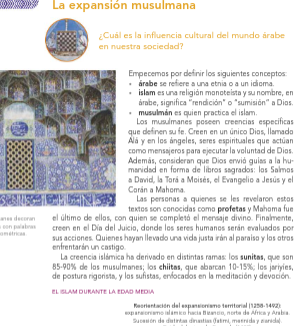 La expansión musulmana
¿Cuál es la influencia cultural del mundo árabe
en nuestra sociedad?
Empecemos por definir los siguientes conceptos:
• árabe se refiere a una etnia o a un idioma.
• islam es una religión monoteísta y su nombre, en
árabe, significa "rendición" o "sumisión" a Dios.
• musulmán es quien practica el islam.
Los musulmanes poseen creencias específicas
que definen su fe. Creen en un único Dios, llamado
Alá y en los ángeles, seres espirituales que actúan
como mensajeros para ejecutar la voluntad de Dios.
Además, consideran que Dios envió guías a la hu-
manidad en forma de libros sagrados: los Salmos
a David, la Torá a Moisés, el Evangelio a Jesús y el
Corán a Mahoma.
Las personas a quienes se les revelaron estos
textos son conocidas como profetas y Mahoma fue
el último de ellos, con quien se completó el mensaje divino. Finalmente,
creen en el Día del Juicio, donde los seres humanos serán evaluados por
sus acciones. Quienes hayan llevado una vida justa irán al paraíso y los otros
enfrentarán un castigo.
La creencia islámica ha derivado en distintas ramas: los sunitas, que son
85-90% de los musulmanes; los chiitas, que abarcan 10-15%; los jariyíes,
de postura rigorista, y los sufistas, enfocados en la devoción y meditación.
decoran
con palabras
EL ISLAM DURANTE LA EDAD MEDIA
Reorientación del expansionismo territorial (1258-1492):
expansionismo islámico hacia Bizancio, norte de África y Arabia.
Sucesión de distintas dinastías (fatimí, merinída y ziyánida)